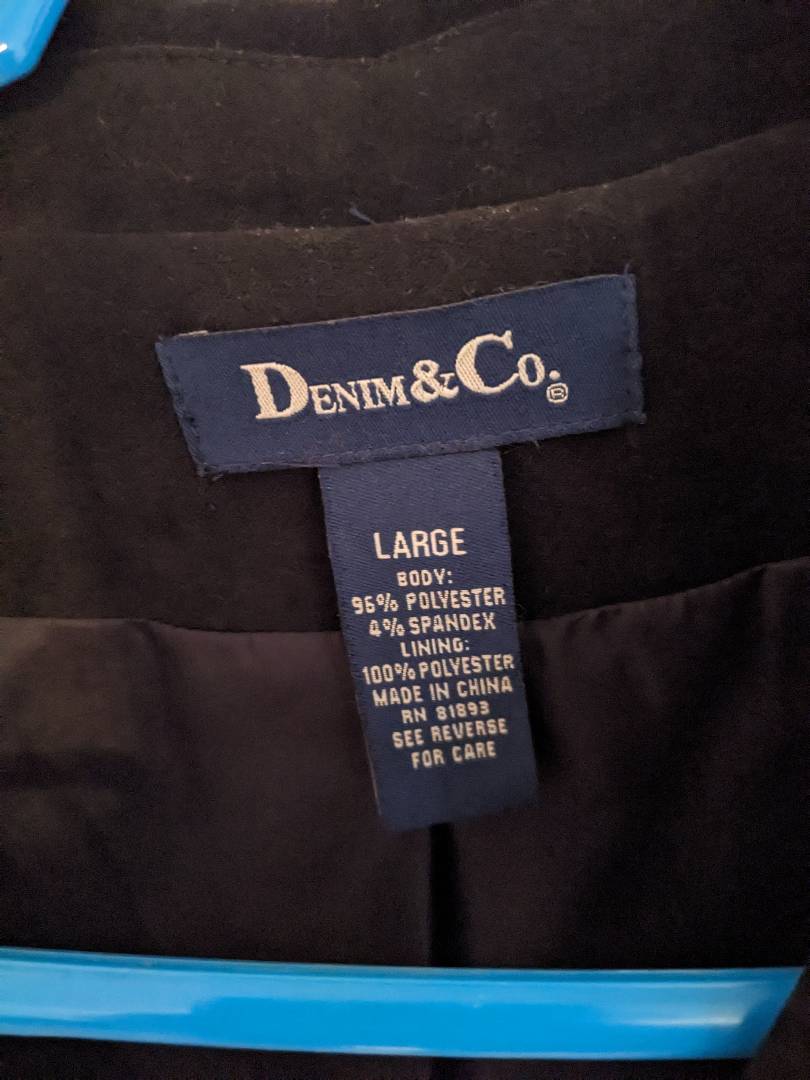 DENIM&CO.®
LARGE
BODY:
96% POLYESTER
4% SPANDEX
LINING:
100% POLYESTER
MADE IN CHINA
RN 81893
SEE REVERSE
FOR CARE